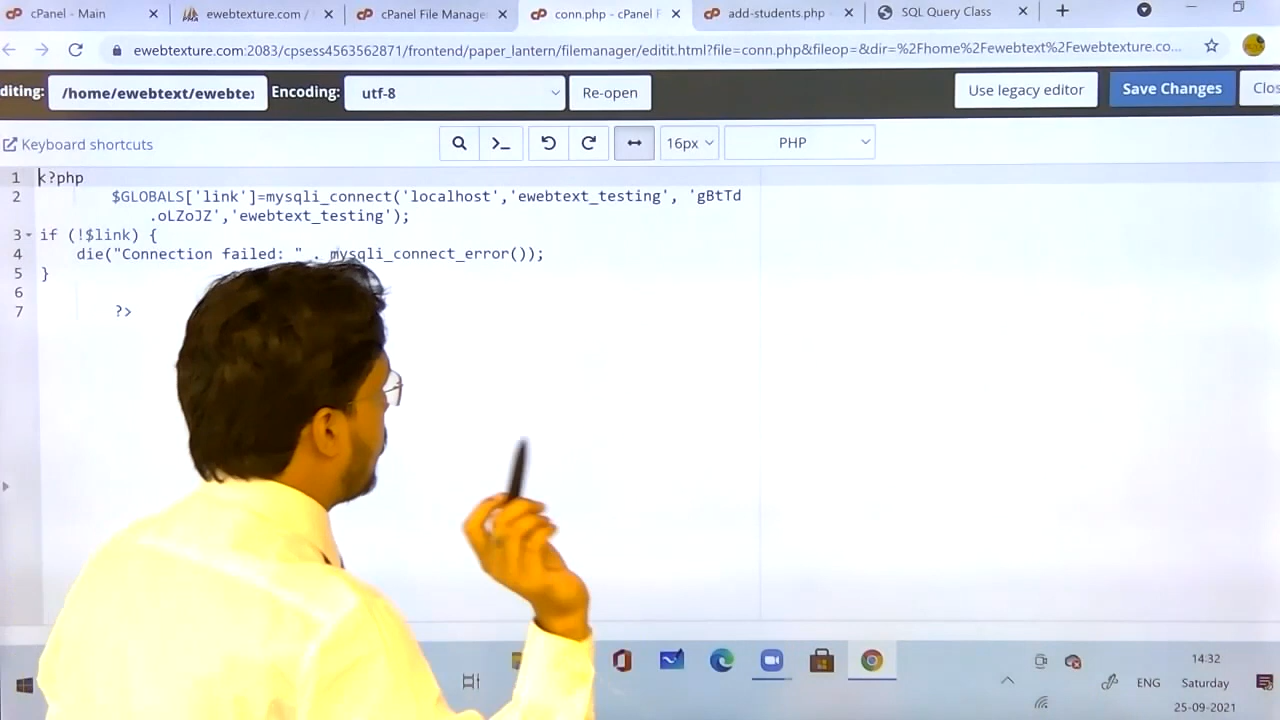 cPanel - Main
ewebtexture.com /
cPanel File Manage
conn.php - cPanel F
add-students.php -
SQL Query Class
ewebtexture.com:2083/cpsess4563562871/frontend/paper_lantern/filemanager/editit.html?file=conn.php&fileop=&dir=%2Fhome%2Fewebtext%2Fewebtexture.co...
diting:
/home/ewebtext/ewebte
Encoding:
utf-8
Re-open
Use legacy editor
Save Changes
Clos
Keyboard shortcuts
16px
PHP
1 <?php
2 $GLOBALS['link']=mysqli_connect('localhost','ewebtext_testing', 'gBtTd
.oLZoJZ','ewebtext_testing');
3 if (!$link) {
4 die("Connection failed: " . mysqli_connect_error());
5 }
6
7 ?>
14:32
ENG
Saturday
25-09-2021